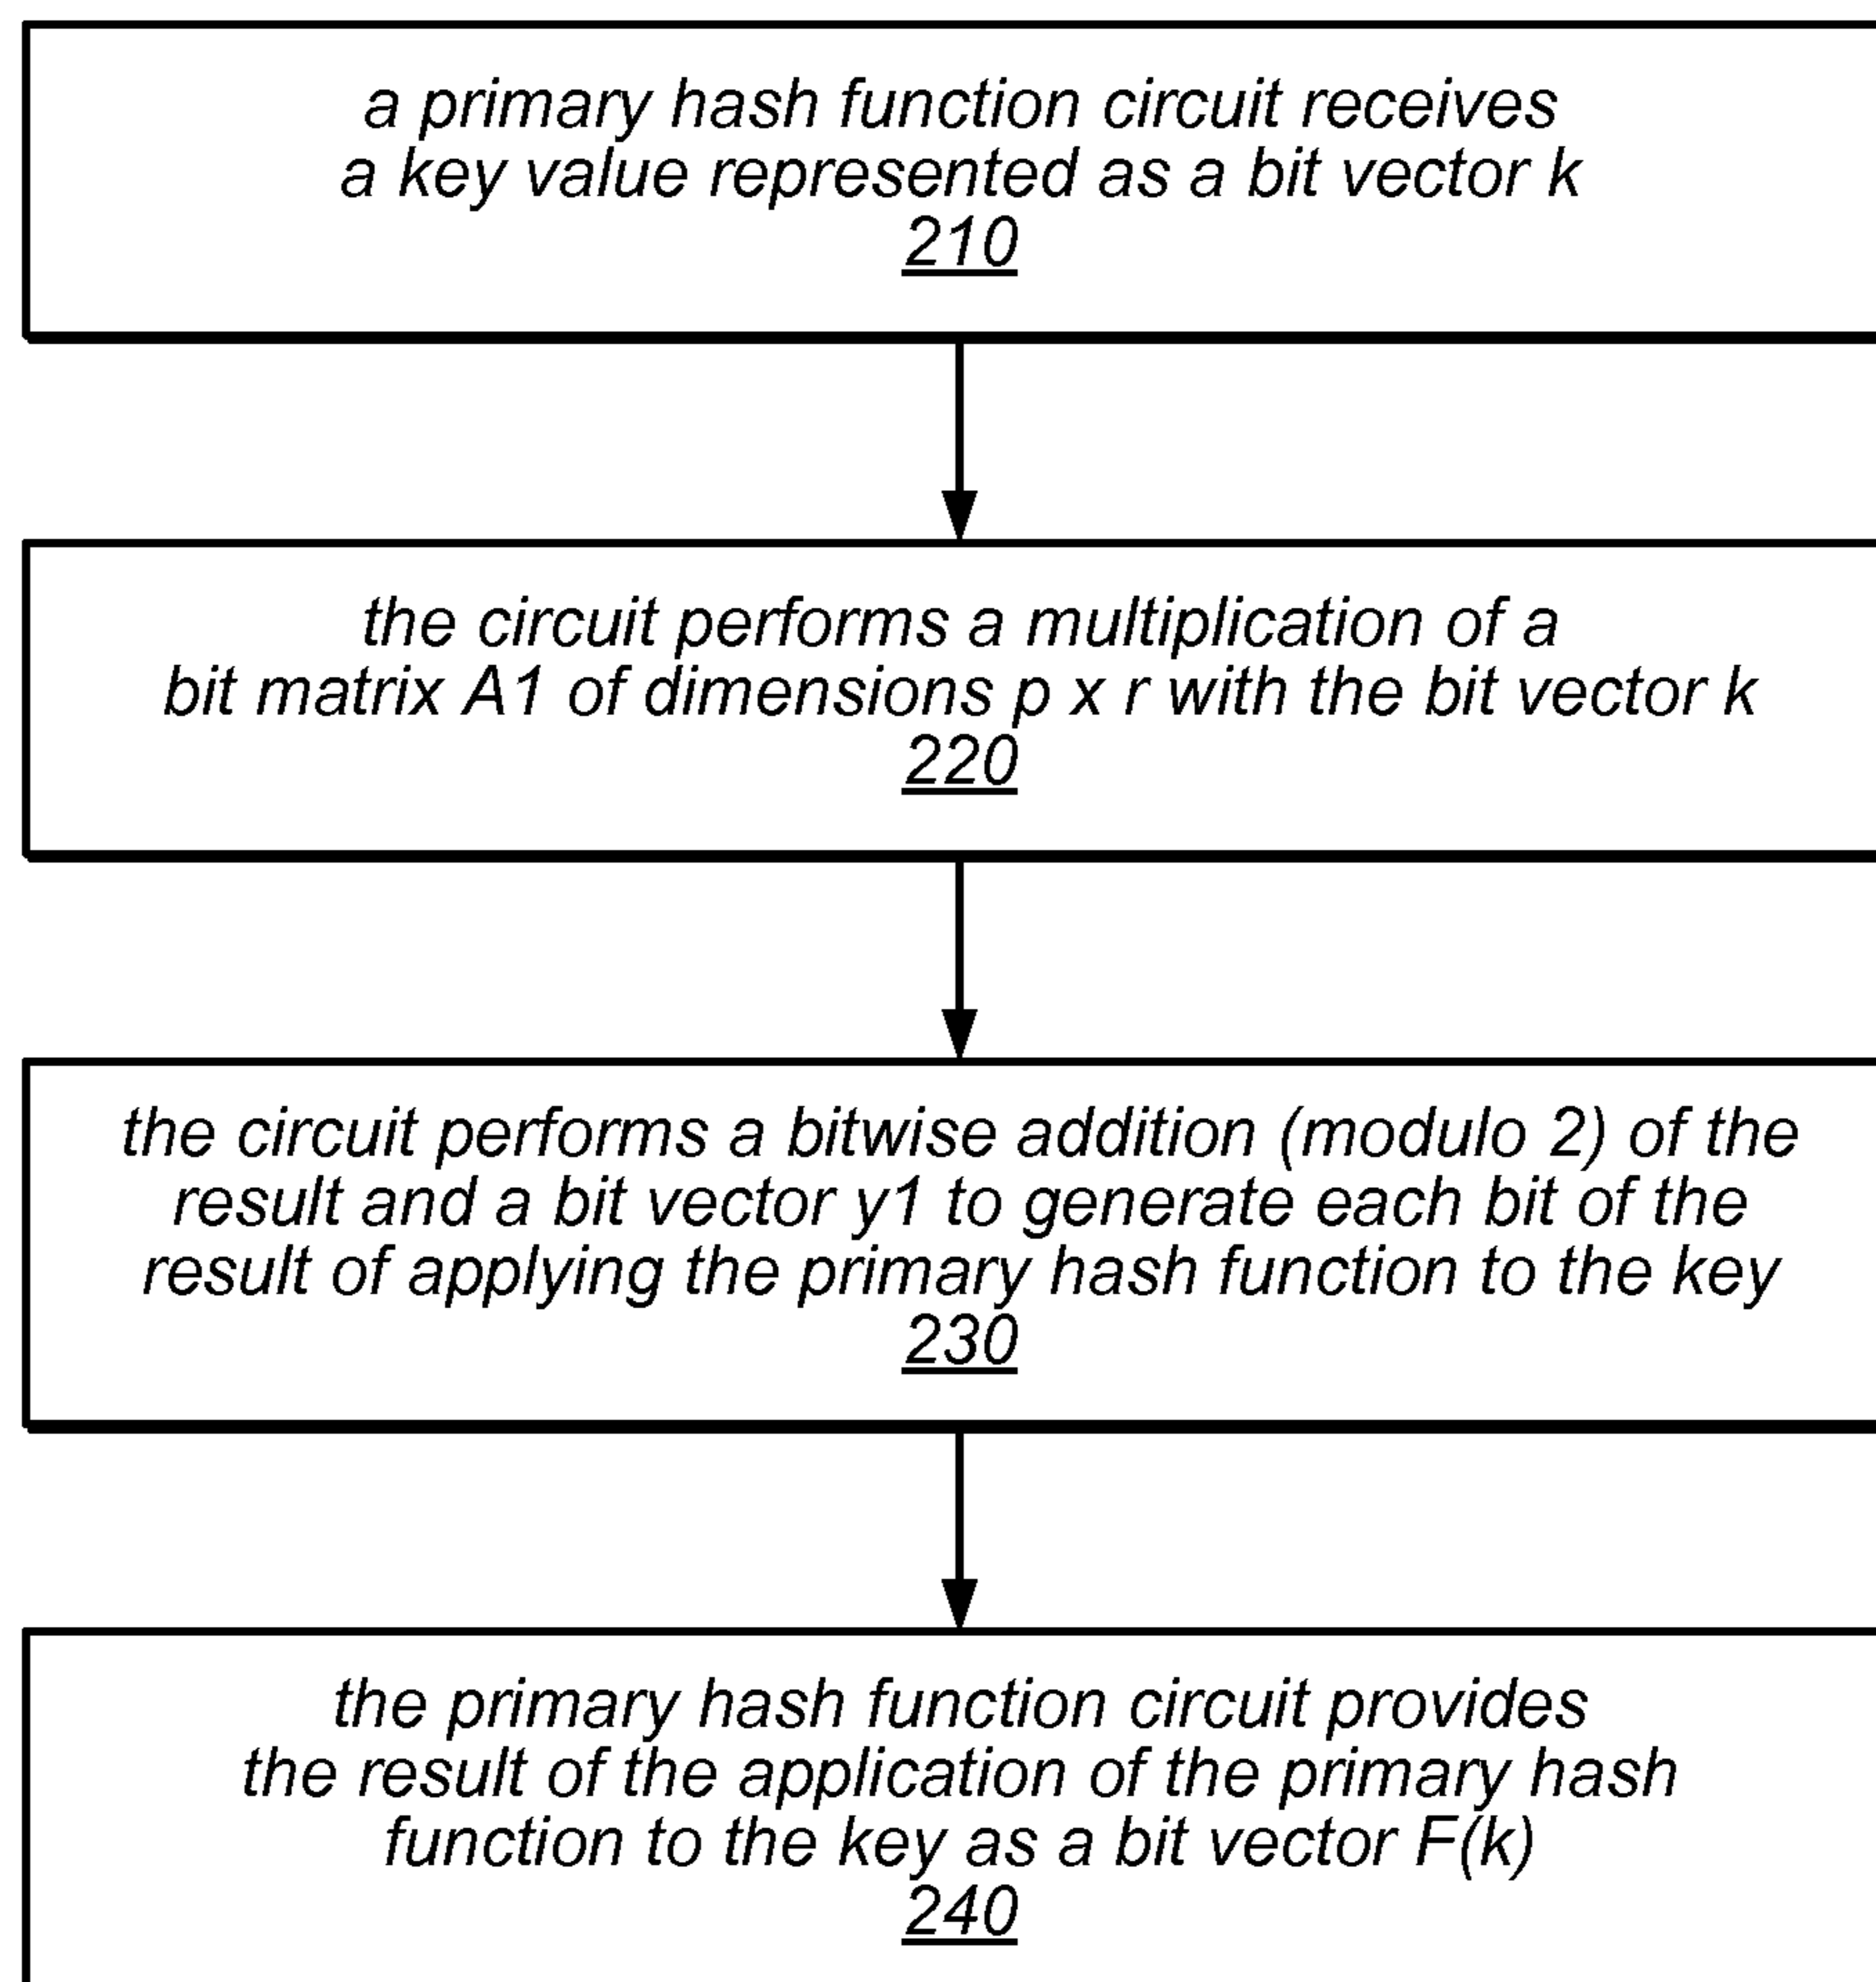 a primary hash function circuit receives
a key value represented as a bit vector k
210
the circuit performs a multiplication of a
bit matrix A1 of dimensions p x r with the bit vector k
220
the circuit performs a bitwise addition (modulo 2) of the
result and a bit vector y1 to generate each bit of the
result of applying the primary hash function to the key
230
the primary hash function circuit provides
the result of the application of the primary hash
function to the key as a bit vector F(k)
240